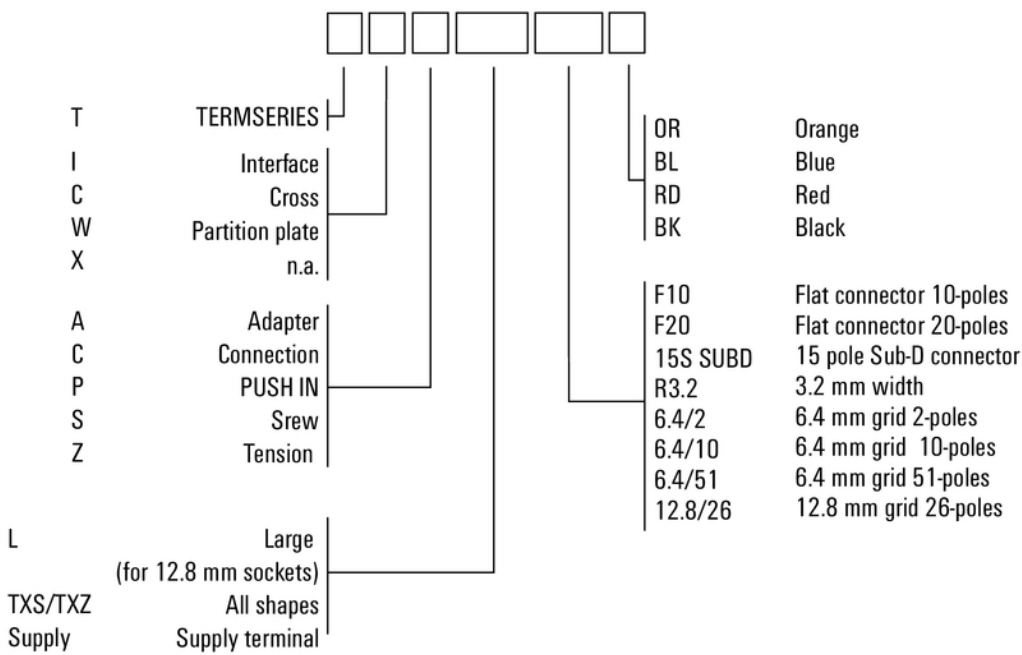 T TERMSERIES
I Interface
C Cross
W Partition plate
X n.a.
A Adapter
C Connection
P PUSH IN
S Srew
Z Tension
L Large
(for 12.8 mm sockets)
TXS/TXZ All shapes
Supply Supply terminal
OR Orange
BL Blue
RD Red
BK Black
F10 Flat connector 10-poles
F20 Flat connector 20-poles
15S SUBD 15 pole Sub-D connector
R3.2 3.2 mm width
6.4/2 6.4 mm grid 2-poles
6.4/10 6.4 mm grid 10-poles
6.4/51 6.4 mm grid 51-poles
12.8/26 12.8 mm grid 26-poles